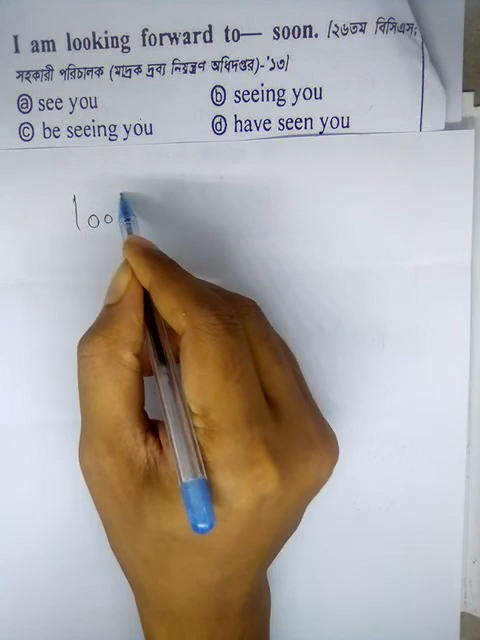 I am looking forward to— soon. [২৬তম বিসিএস;
সহকারী পরিচালক (মাদক দ্রব্য নিয়ন্ত্রণ অধিদপ্তর)-'১৩]
ⓐ see you ⓑ seeing you
ⓒ be seeing you ⓓ have seen you
loo